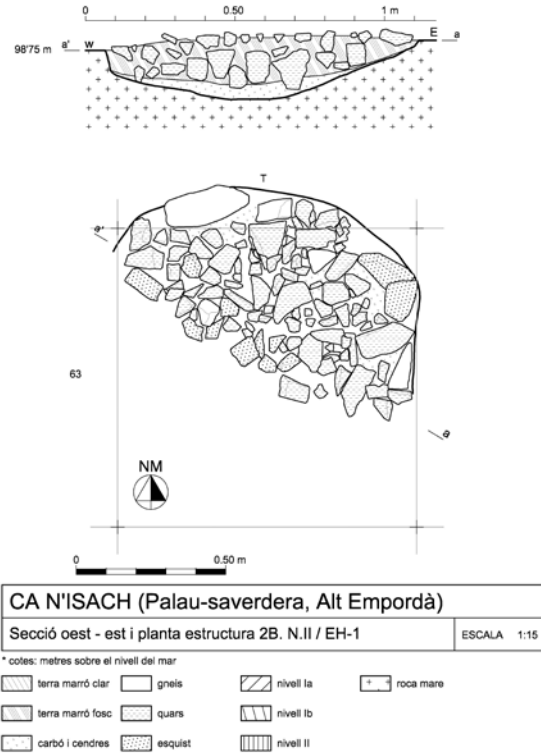 0 0.50 1 m
98'75 m a' W E a
T
a'
63
a
NM
0 0.50 m
CA N'ISACH (Palau-saverdera, Alt Empordà)
Secció oest - est i planta estructura 2B. N.II / EH-1 ESCALA 1:15
* cotes: metres sobre el nivell del mar
terra marró clar gneis nivell Ia roca mare
terra marró fosc quars nivell Ib
carbó i cendres esquist nivell II